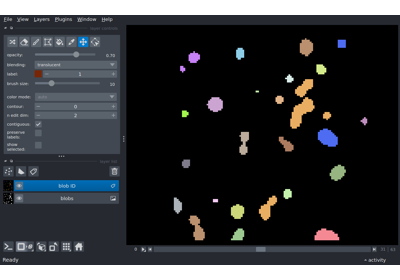 File View Layers Plugins Window Help
opacity: 0.70
blending: translucent
label: 1
brush size: 10
color mode: auto
contour: 0
n edit dim: 2
contiguous:
preserve
labels:
show
selected:
blob ID
blobs
Ready
activity